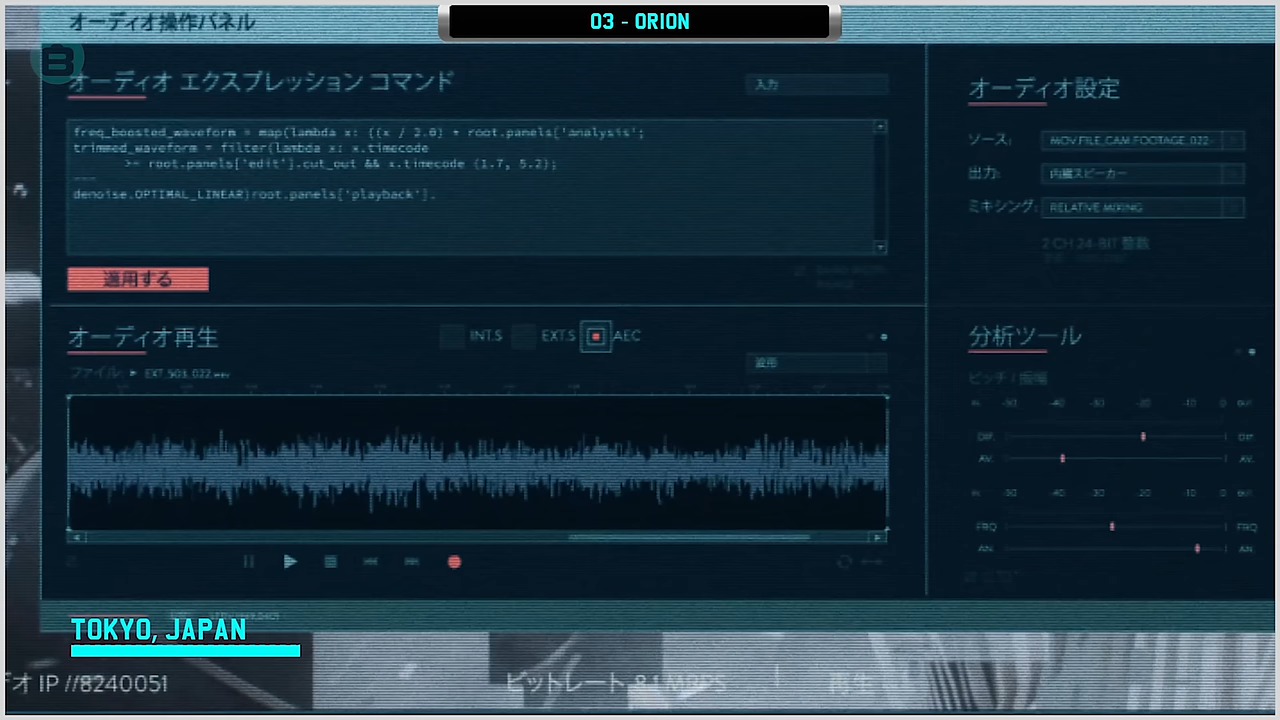 03 - ORION
オーディオ操作パネル
B
オーディオ エクスプレッション コマンド
入力
freq_boosted_waveform = map(lambda x: ((x / 2.0) + root.panels['analysis';
trimmed_waveform = filter(lambda x: x.timecode
>- root.panels['edit'].cut_out && x.timecode (1.7, 5.2);
---
denoise.OPTIMAL_LINEAR)root.panels['playback'].
適用する
オーディオ設定
ソース: MOV.FILE.CAM.FOOTAGE_022
出力: 内蔵スピーカー
ミキシング: RELATIVE MIXING
2 CH 24-BIT 整数
オーディオ再生
INT.S EXT.S AEC
ファイル: ▸ EXT_503_022.wav
波形
分析ツール
ピッチ / 振幅
-50 -40 -30 -20 -10 0
DIF. DIF.
AV. AV.
-50 -40 -30 -20 -10 0
FRQ FRQ
AN. AN.
TOKYO, JAPAN
デオ IP //8240051
ビットレート 8.1 MBPS
再生